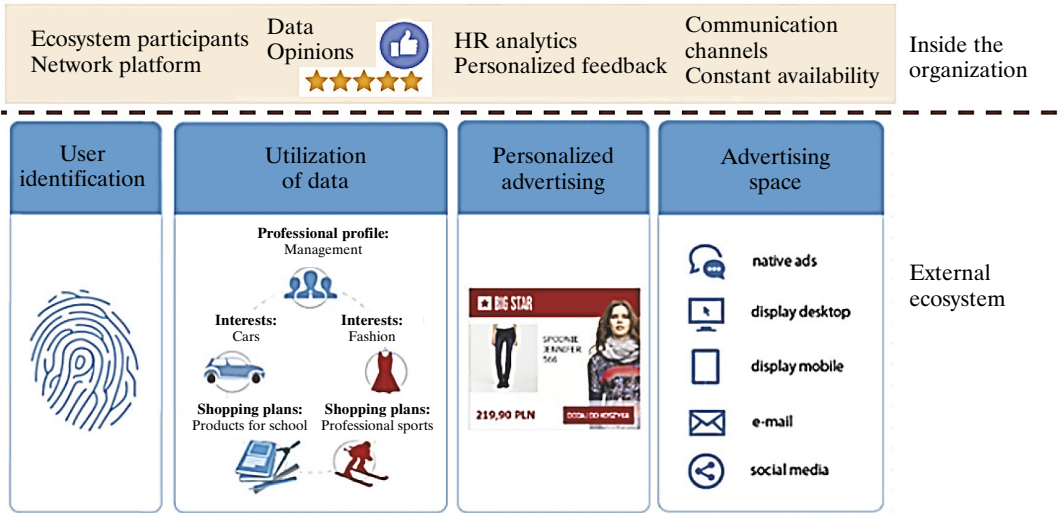 Ecosystem participants
Network platform
Data
Opinions
HR analytics
Personalized feedback
Communication
channels
Constant availability
Inside the
organization
User
identification
Utilization
of data
Personalized
advertising
Advertising
space
Professional profile:
Management
Interests:
Cars
Interests:
Fashion
Shopping plans:
Products for school
Shopping plans:
Professional sports
BIG STAR
SPODNIE
JENNIFER
566
219,90 PLN
DODAJ DO KOSZYKA
native ads
display desktop
display mobile
e-mail
social media
External
ecosystem